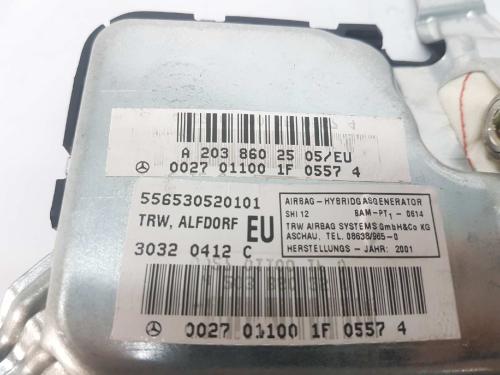 A 203 860 25 05/EU
0027 01100 1F 0557 4
556530520101
TRW, ALFDORF EU
3032 0412 C
AIRBAG-HYBRIDGASGENERATOR
SHI 12 BAM-PT1-0614
TRW AIRBAG SYSTEMS GmbH&Co KG
ASCHAU, TEL. 08638/965-0
HERSTELLUNGS-JAHR: 2001
0027 01100 1F 0557 4